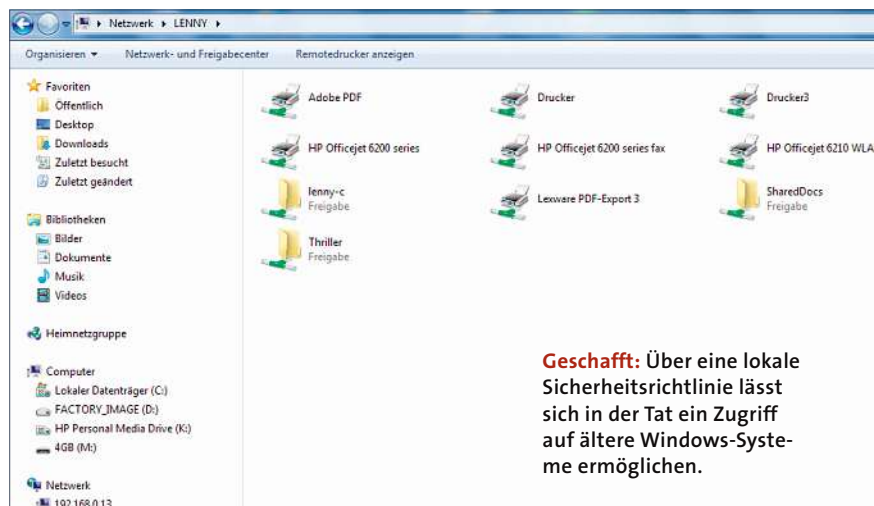 Netzwerk LENNY
Organisieren Netzwerk- und Freigabecenter Remotedrucker anzeigen
Favoriten
Öffentlich
Desktop
Downloads
Zuletzt besucht
Zuletzt geändert
Bibliotheken
Bilder
Dokumente
Musik
Videos
Heimnetzgruppe
Computer
Lokaler Datenträger (C:)
FACTORY_IMAGE (D:)
HP Personal Media Drive (K:)
4GB (M:)
Netzwerk
192.168.0.13
Adobe PDF
Drucker
Drucker3
HP Officejet 6200 series
HP Officejet 6200 series fax
HP Officejet 6210 WLA
lenny-c
Freigabe
Lexware PDF-Export 3
SharedDocs
Freigabe
Thriller
Freigabe
Geschafft: Über eine lokale
Sicherheitsrichtlinie lässt
sich in der Tat ein Zugriff
auf ältere Windows-Syste-
me ermöglichen.